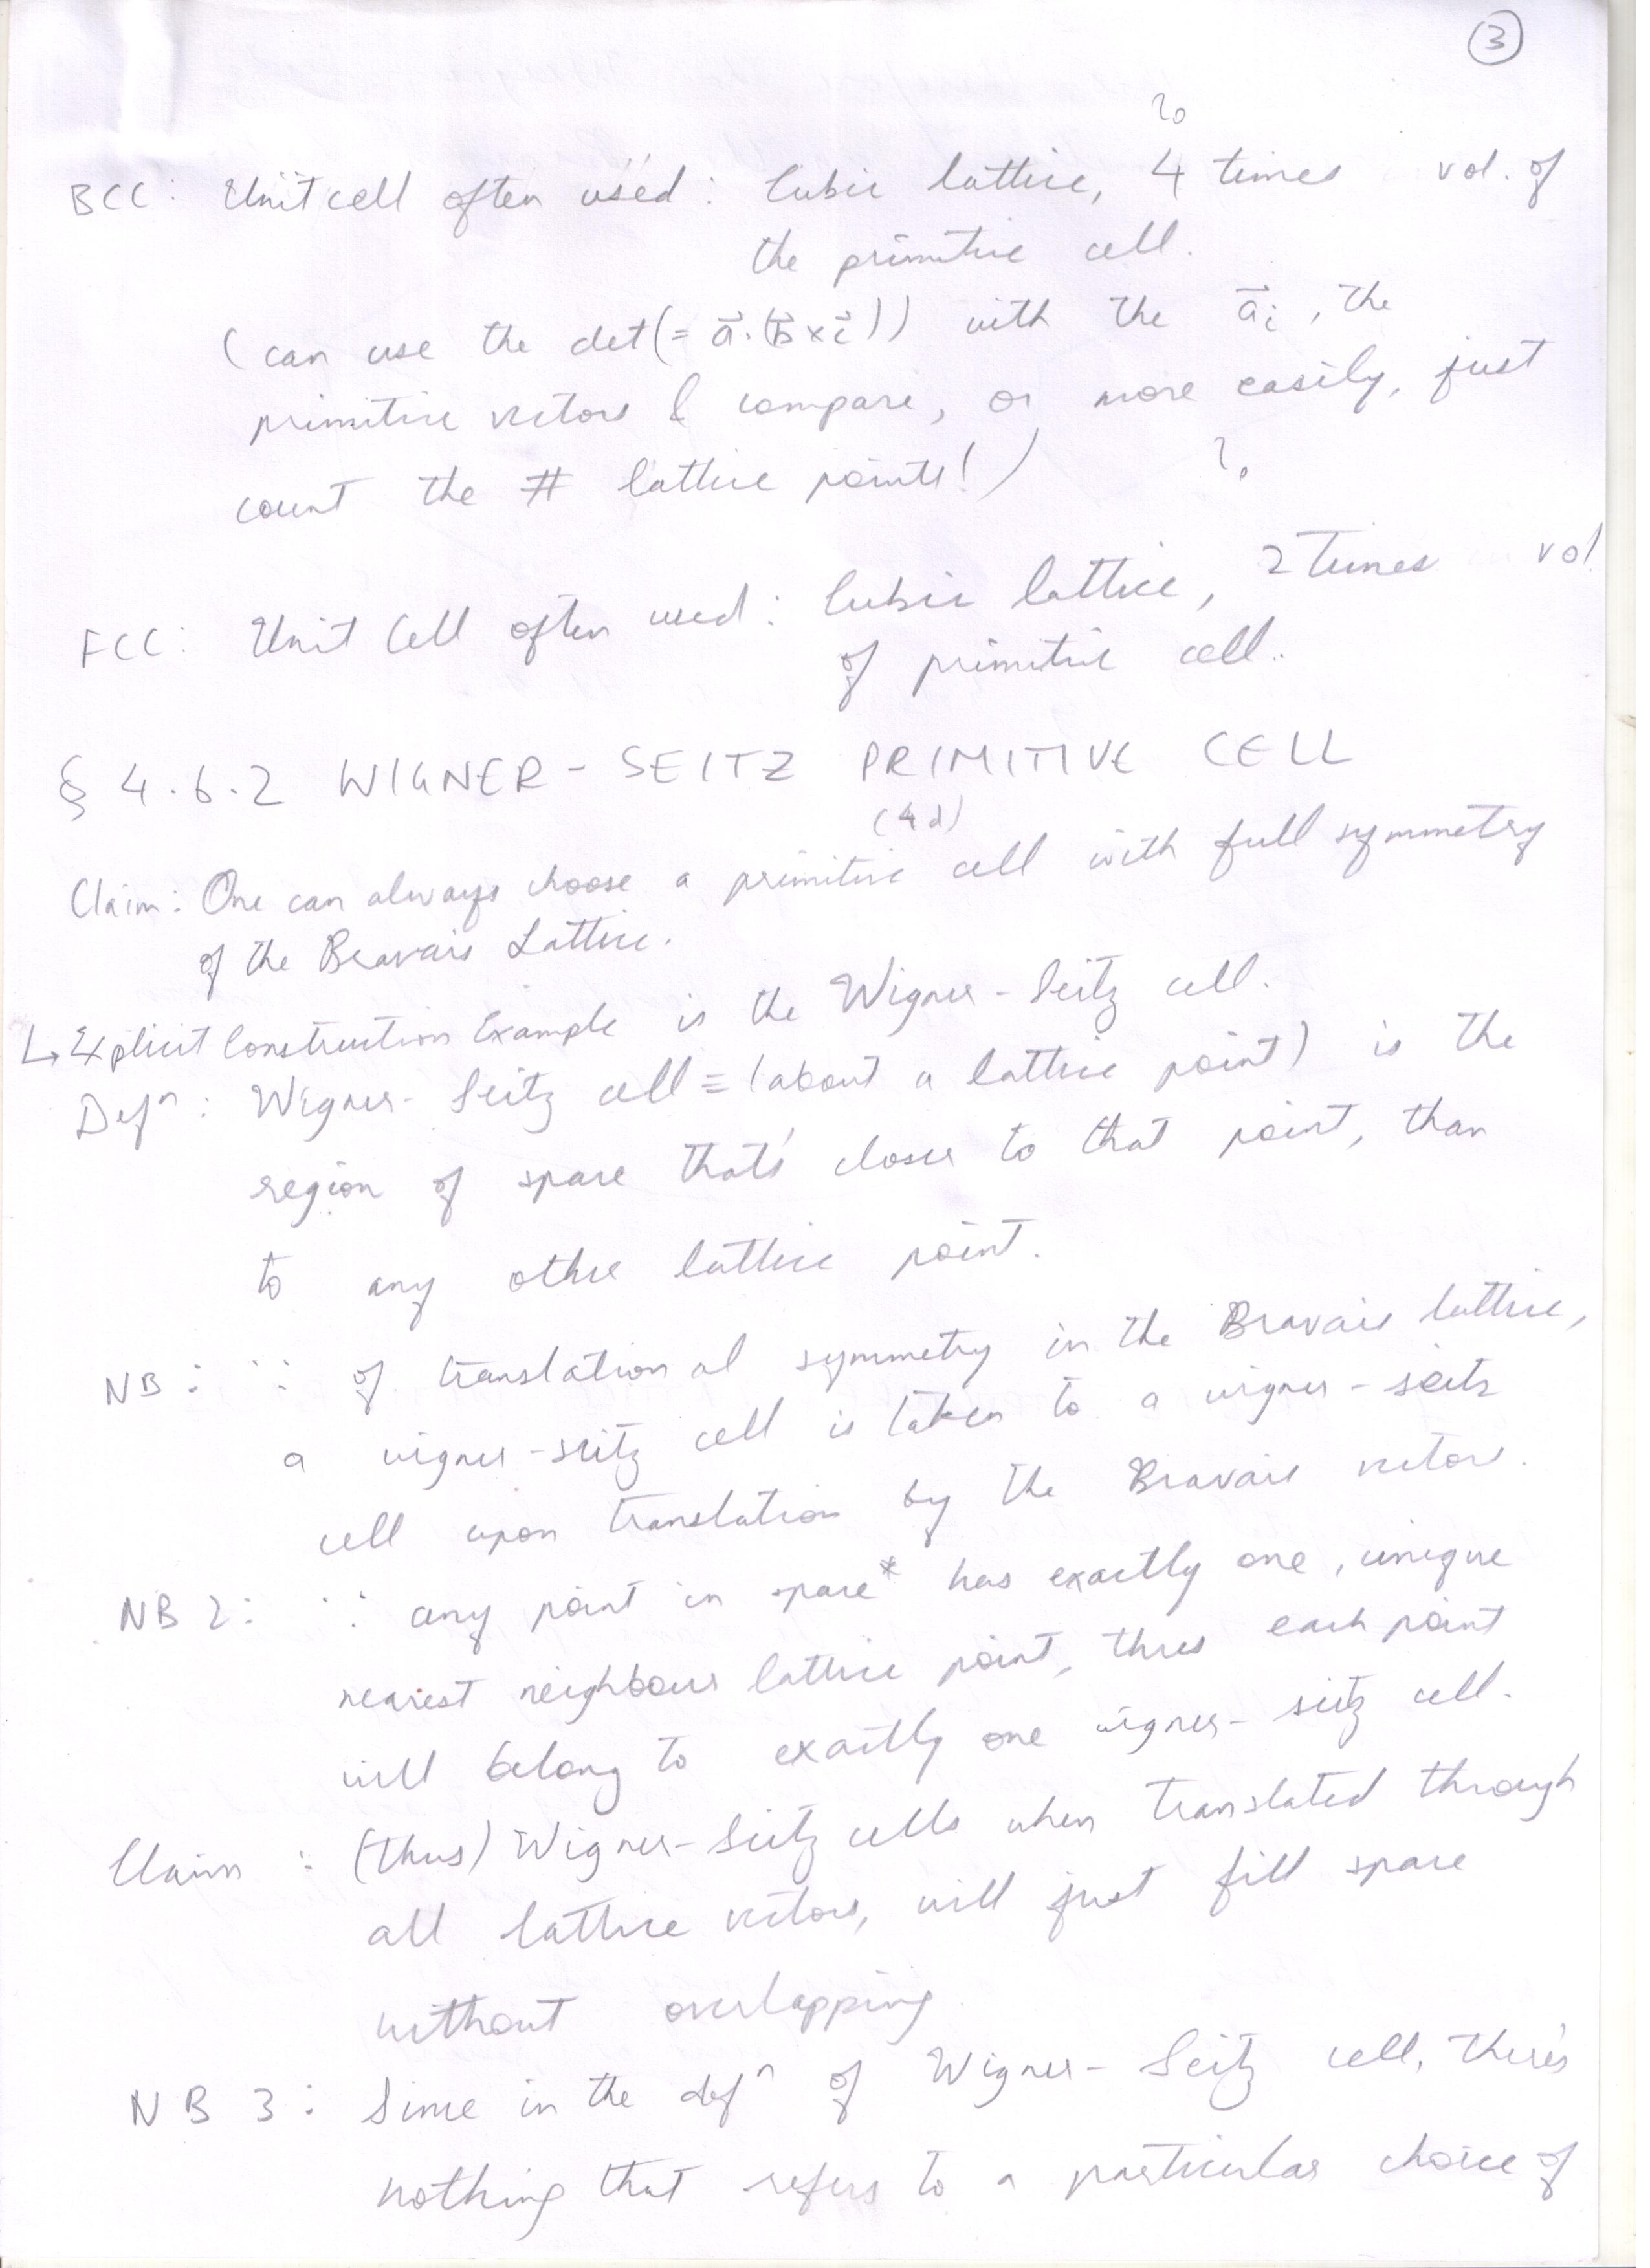 3
?
BCC: Unit cell often used: Cubic lattice, 4 times vol. of
the primitive cell.
(can use the det(= a⃗·(b⃗×c⃗)) with the a⃗i, the
primitive vectors & compare, or more easily, just
count the # lattice points!)
?
FCC: Unit Cell often used: Cubic lattice, 2 times vol
of primitive cell.
§ 4.6.2 WIGNER-SEITZ PRIMITIVE CELL
Claim: One can always choose a primitive cell with full symmetry
of the Bravais Lattice.
↳ Explicit Construction Example is the Wigner-Seitz cell.
Defⁿ: Wigner-Seitz cell ≡ (about a lattice point) is the
region of space that's closer to that point, than
to any other lattice point.
NB: ∵ of translational symmetry in the Bravais lattice,
a wigner-seitz cell is taken to a wigner-seitz
cell upon translation by the Bravais vectors.
NB 2: ∵ any point in space* has exactly one, unique
nearest neighbour lattice point, thus each point
will belong to exactly one wigner-seitz cell.
Claim: (thus) Wigner-Seitz cells when translated through
all lattice vectors, will just fill space
without overlapping
NB 3: Since in the defⁿ of Wigner-Seitz cell, there's
nothing that refers to a particular choice of